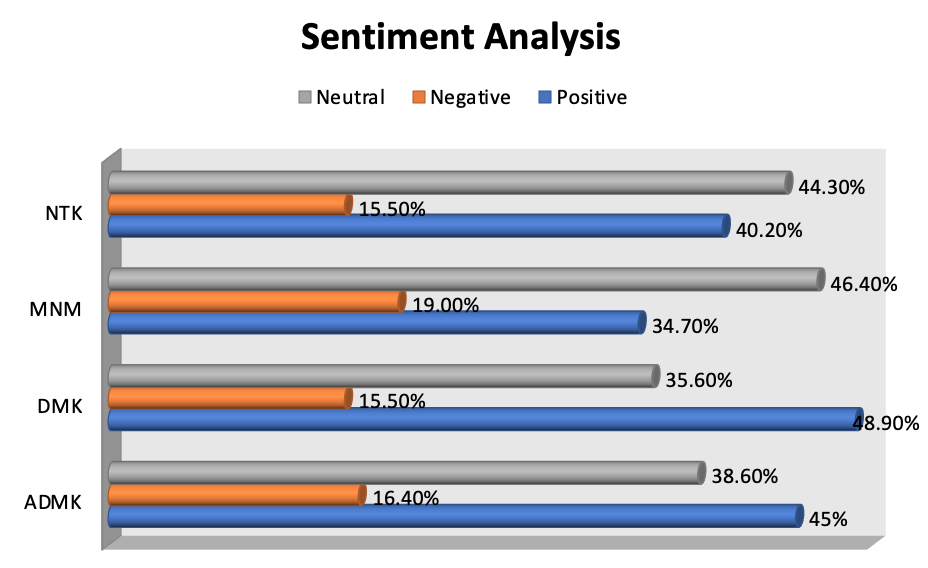 Sentiment Analysis
Neutral Negative Positive
NTK
44.30%
15.50%
40.20%
MNM
46.40%
19.00%
34.70%
DMK
35.60%
15.50%
48.90%
ADMK
38.60%
16.40%
45%